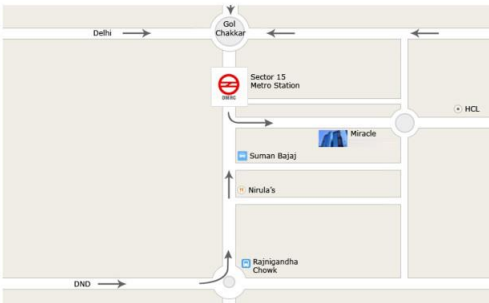 Gol
Chakkar
Delhi
Sector 15
Metro Station
DMRC
HCL
Miracle
Suman Bajaj
Nirula's
Rajnigandha
Chowk
DND